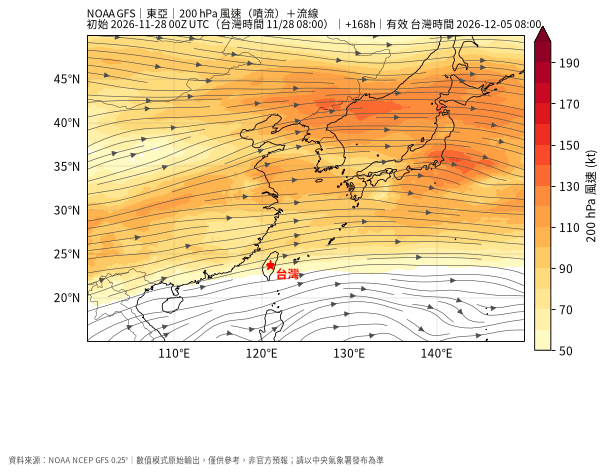 NOAA GFS｜東亞｜200 hPa 風速（噴流）＋流線
初始 2026-11-28 00Z UTC（台灣時間 11/28 08:00）｜+168h｜有效 台灣時間 2026-12-05 08:00
45°N
40°N
35°N
30°N
25°N
20°N
110°E
120°E
130°E
140°E
台灣
190
170
150
130
110
90
70
50
200 hPa 風速 (kt)
資料來源：NOAA NCEP GFS 0.25°｜數值模式原始輸出，僅供參考，非官方預報；請以中央氣象署發布為準